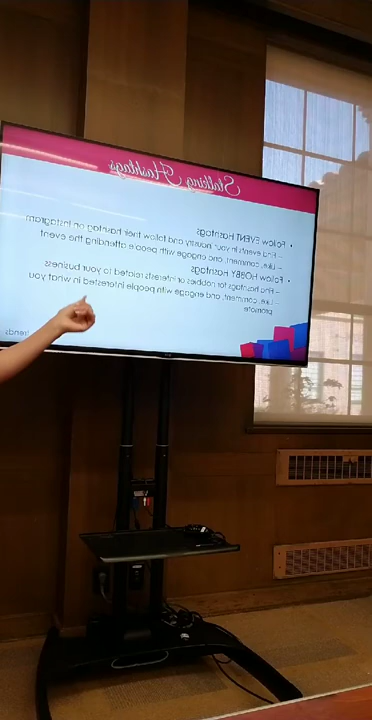 Stalking Hashtags
• Follow EVENT Hashtags
– Find events in your industry and follow their hashtag on Instagram
– Like, comment, and engage with people attending the event
• Follow HOBBY hashtags
– Find hashtags for hobbies or interests related to your business
– Like, comment, and engage with people interested in what you
promote